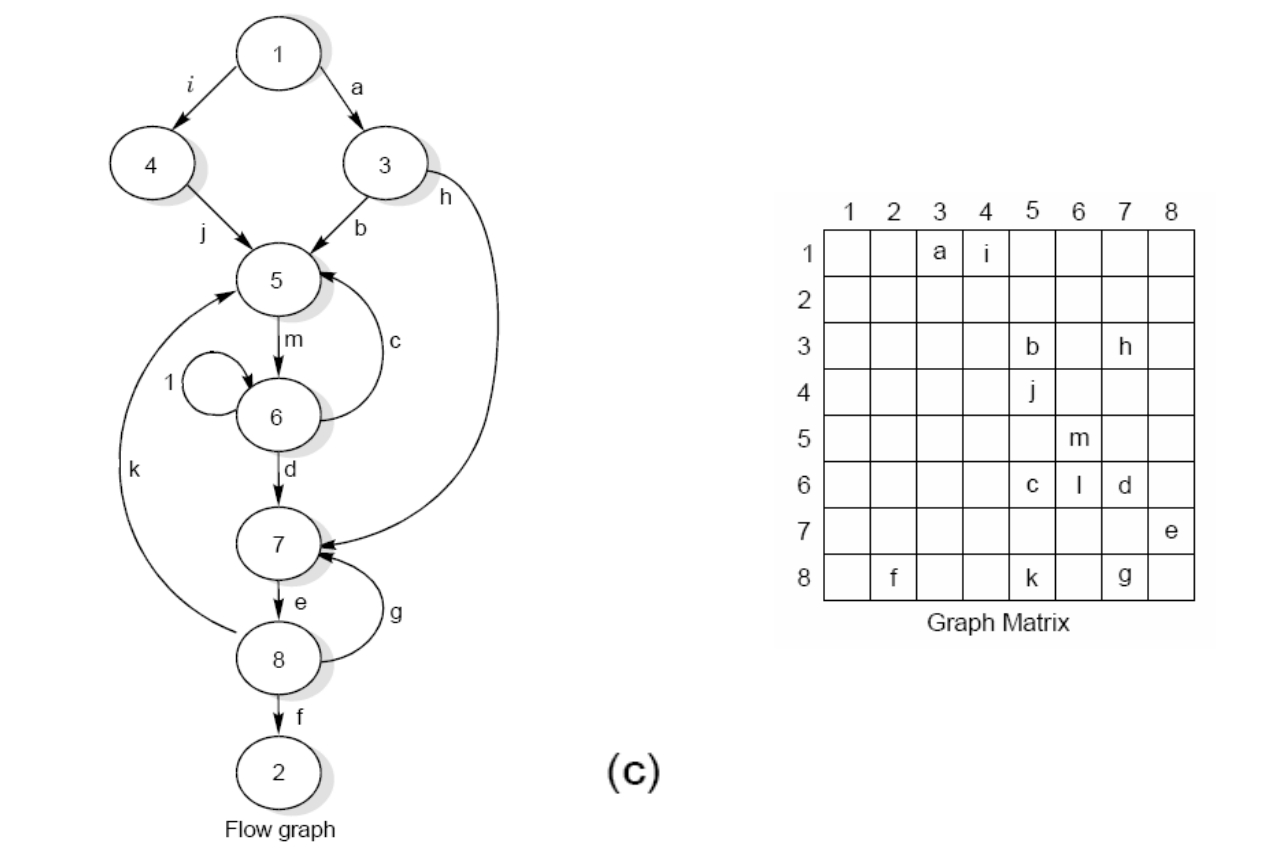 1
i
a
4
3
h
j
b
5
m
c
1
6
k
d
7
e
g
8
f
2
Flow graph
1 2 3 4 5 6 7 8
1 a i
2
3 b h
4 j
5 m
6 c l d
7 e
8 f k g
Graph Matrix
(c)